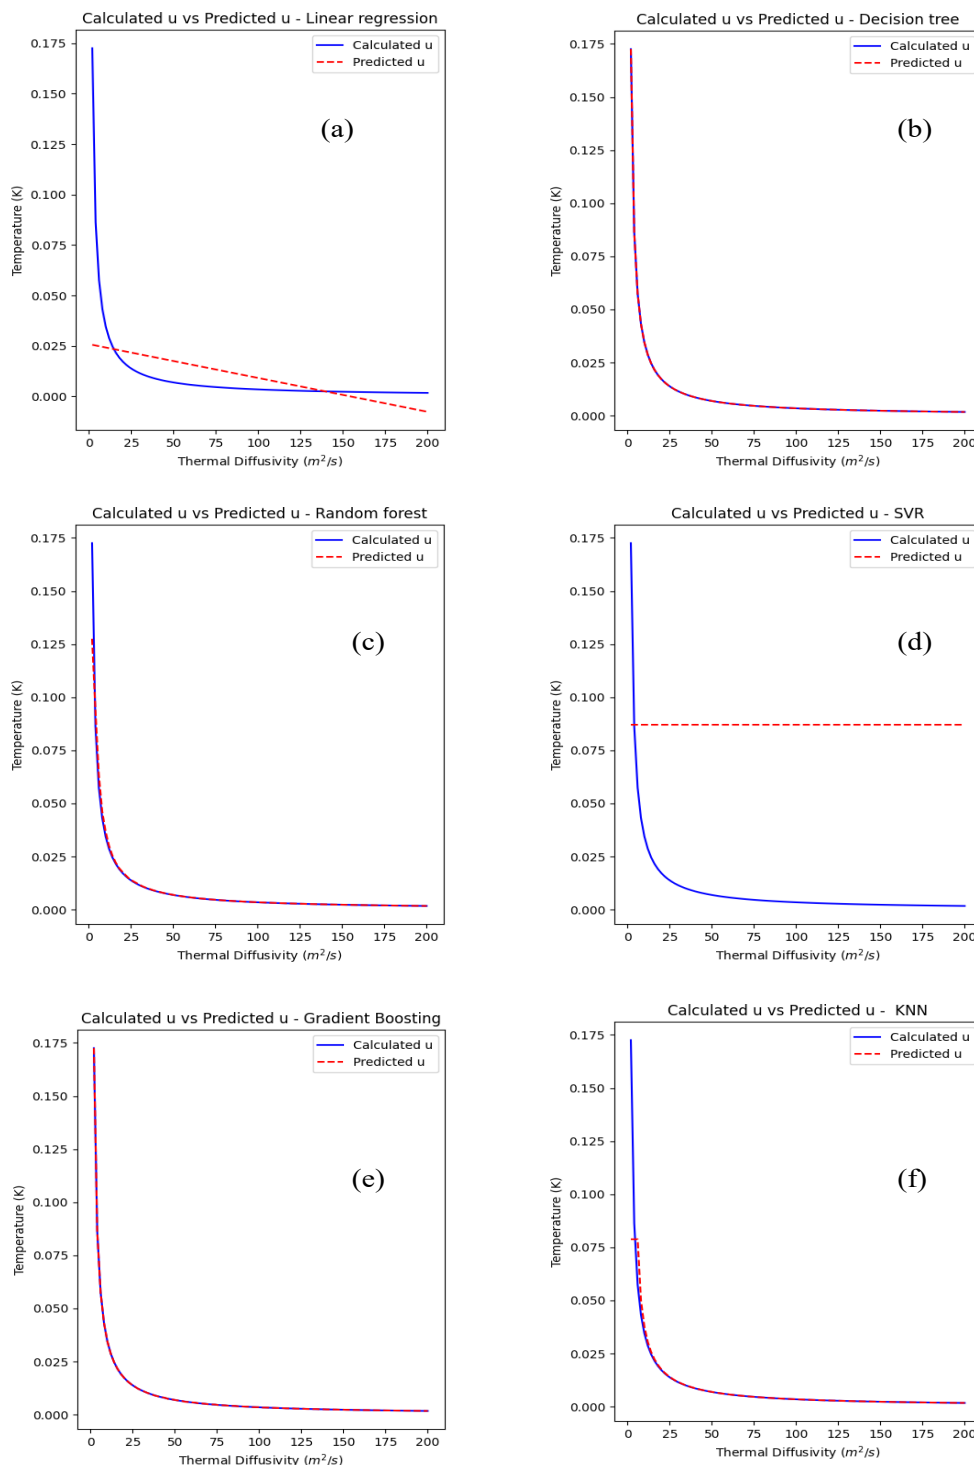 Calculated u vs Predicted u - Linear regression
Calculated u
Predicted u
(a)
0.175
0.150
0.125
0.100
0.075
0.050
0.025
0.000
Temperature (K)
0 25 50 75 100 125 150 175 200
Thermal Diffusivity (m²/s)
Calculated u vs Predicted u - Decision tree
Calculated u
Predicted u
(b)
0.175
0.150
0.125
0.100
0.075
0.050
0.025
0.000
Temperature (K)
0 25 50 75 100 125 150 175 200
Thermal Diffusivity (m²/s)
Calculated u vs Predicted u - Random forest
Calculated u
Predicted u
(c)
0.175
0.150
0.125
0.100
0.075
0.050
0.025
0.000
Temperature (K)
0 25 50 75 100 125 150 175 200
Thermal Diffusivity (m²/s)
Calculated u vs Predicted u - SVR
Calculated u
Predicted u
(d)
0.175
0.150
0.125
0.100
0.075
0.050
0.025
0.000
Temperature (K)
0 25 50 75 100 125 150 175 200
Thermal Diffusivity (m²/s)
Calculated u vs Predicted u - Gradient Boosting
Calculated u
Predicted u
(e)
0.175
0.150
0.125
0.100
0.075
0.050
0.025
0.000
Temperature (K)
0 25 50 75 100 125 150 175 200
Thermal Diffusivity (m²/s)
Calculated u vs Predicted u - KNN
Calculated u
Predicted u
(f)
0.175
0.150
0.125
0.100
0.075
0.050
0.025
0.000
Temperature (K)
0 25 50 75 100 125 150 175 200
Thermal Diffusivity (m²/s)